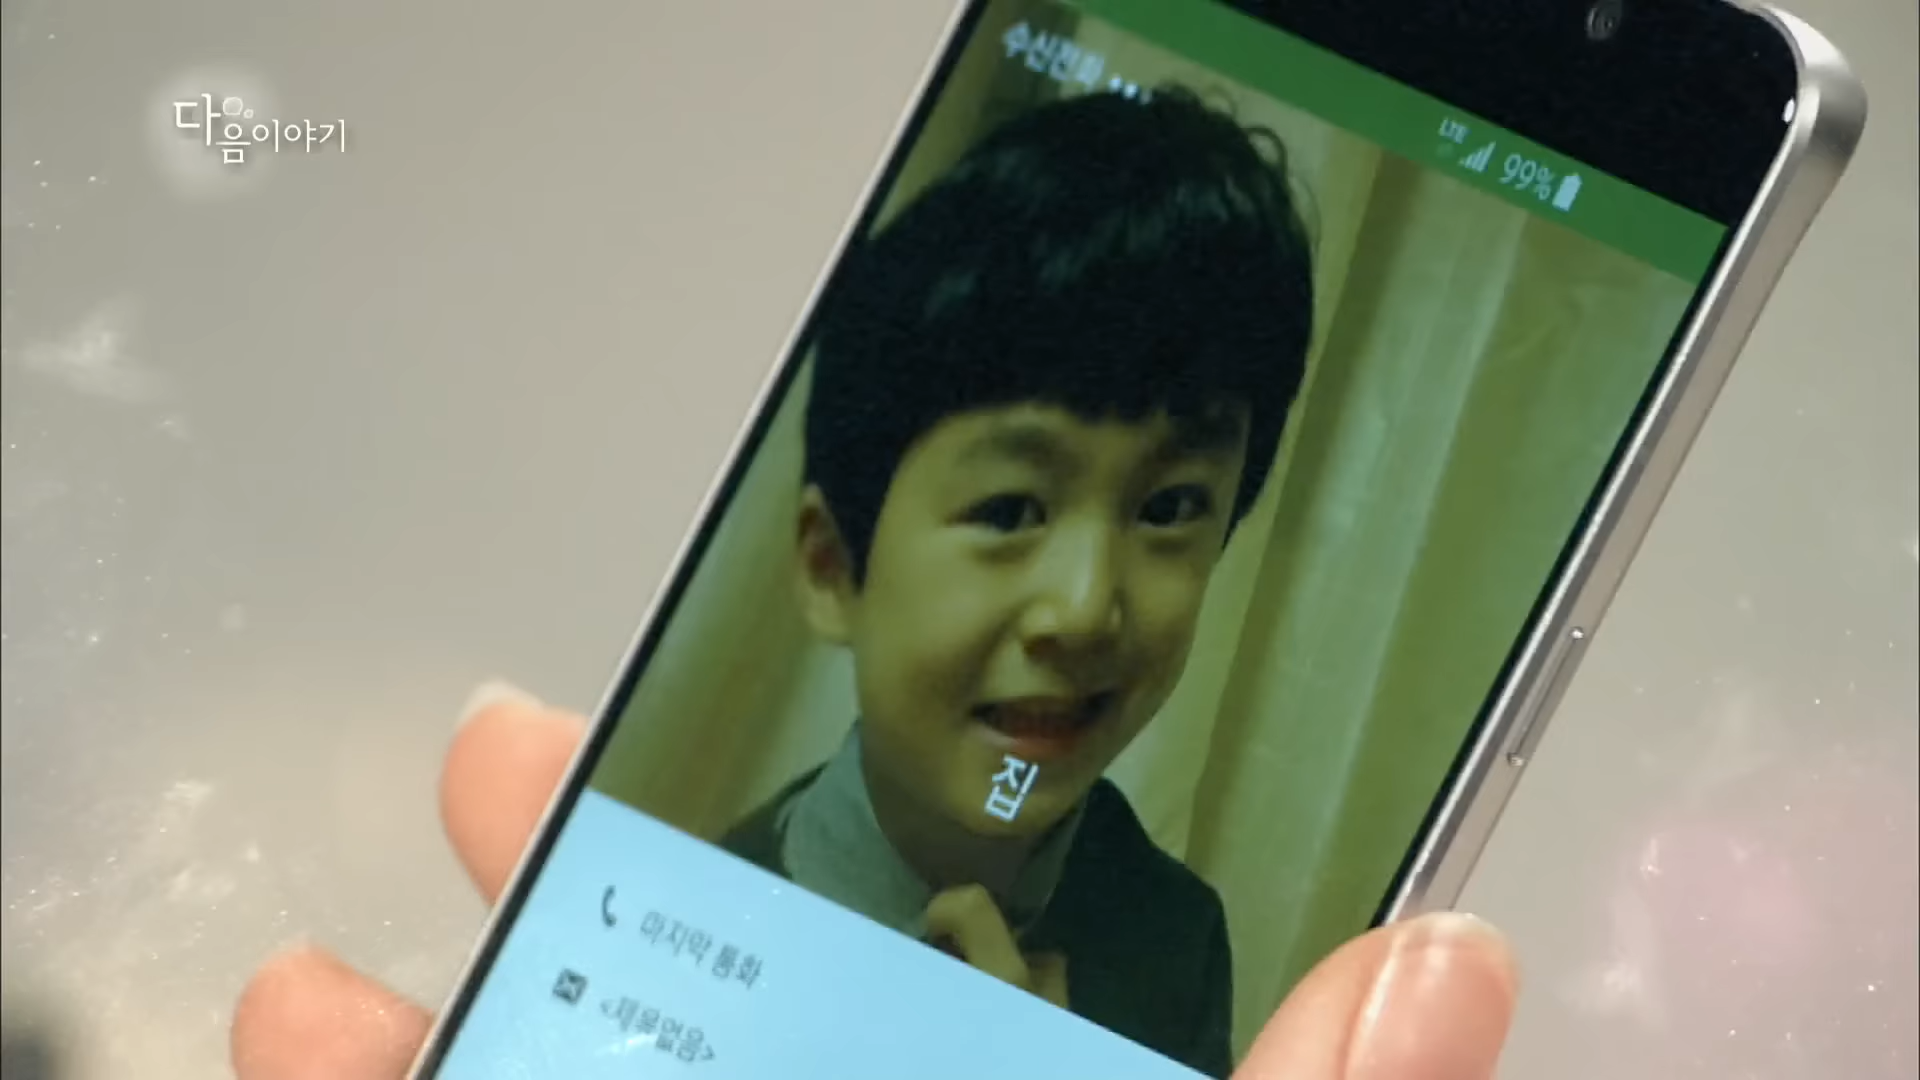 다음이야기
수신전화 ...
LTE 99%
집
마지막 통화
<제목없음>